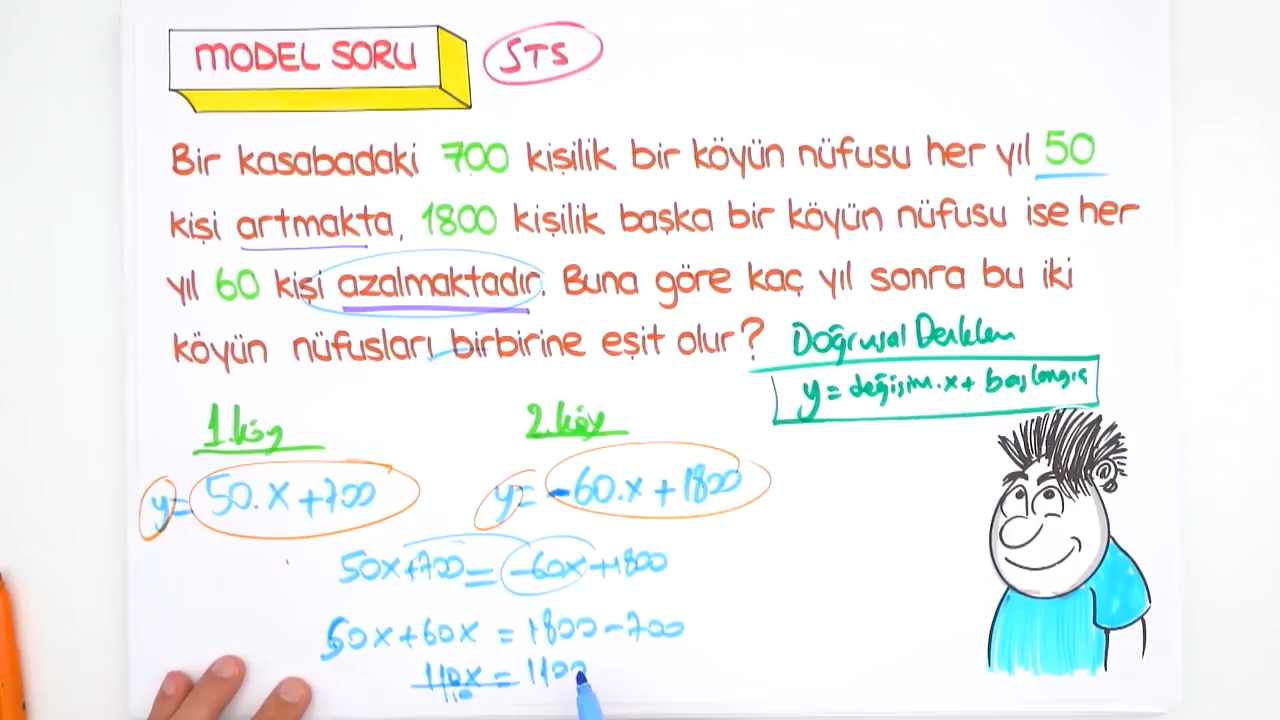 MODEL SORU
STS
Bir kasabadaki 700 kişilik bir köyün nüfusu her yıl 50
kişi artmakta, 1800 kişilik başka bir köyün nüfusu ise her
yıl 60 kişi azalmaktadır. Buna göre kaç yıl sonra bu iki
köyün nüfusları birbirine eşit olur?
Doğrusal Denklem
y = değişim.x + başlangıç
1.köy
2.köy
y = 50.x+700
y = -60.x+1800
50x+700 = -60x+1800
50x+60x = 1800-700
110x = 1100
110